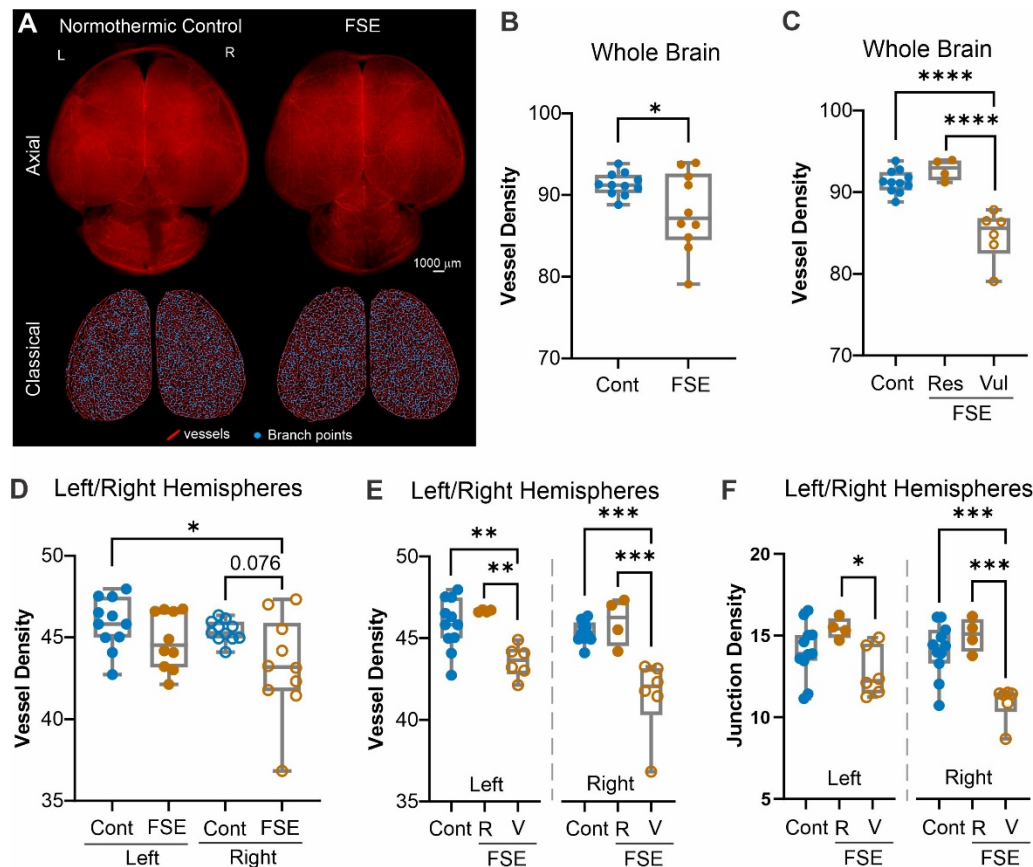 A
Normothermic Control
FSE
L
R
Axial
1000 µm
Classical
vessels
Branch points
B
Whole Brain
*
100
90
80
70
Vessel Density
Cont
FSE
C
Whole Brain
****
****
100
90
80
70
Vessel Density
Cont Res Vul
FSE
D
Left/Right Hemispheres
*
0.076
50
45
40
35
Vessel Density
Cont FSE Cont FSE
Left Right
E
Left/Right Hemispheres
**
**
***
***
50
45
40
35
Vessel Density
Left Right
Cont R V Cont R V
FSE FSE
F
Left/Right Hemispheres
*
***
***
20
15
10
5
Junction Density
Left Right
Cont R V Cont R V
FSE FSE